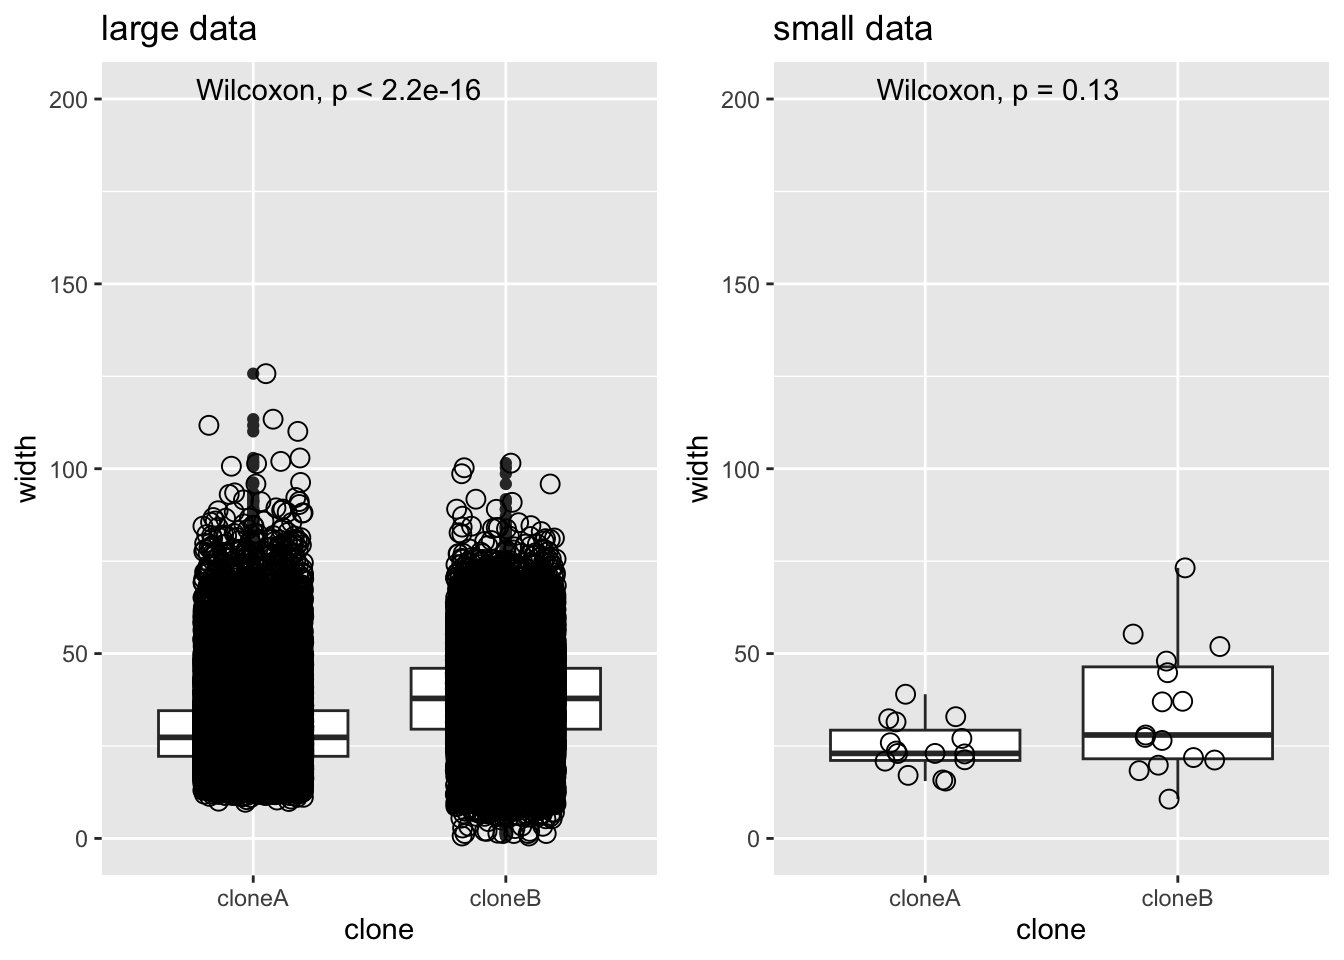 large data
Wilcoxon, p < 2.2e-16
200
150
100
50
0
width
cloneA
cloneB
clone
small data
Wilcoxon, p = 0.13
200
150
100
50
0
width
cloneA
cloneB
clone